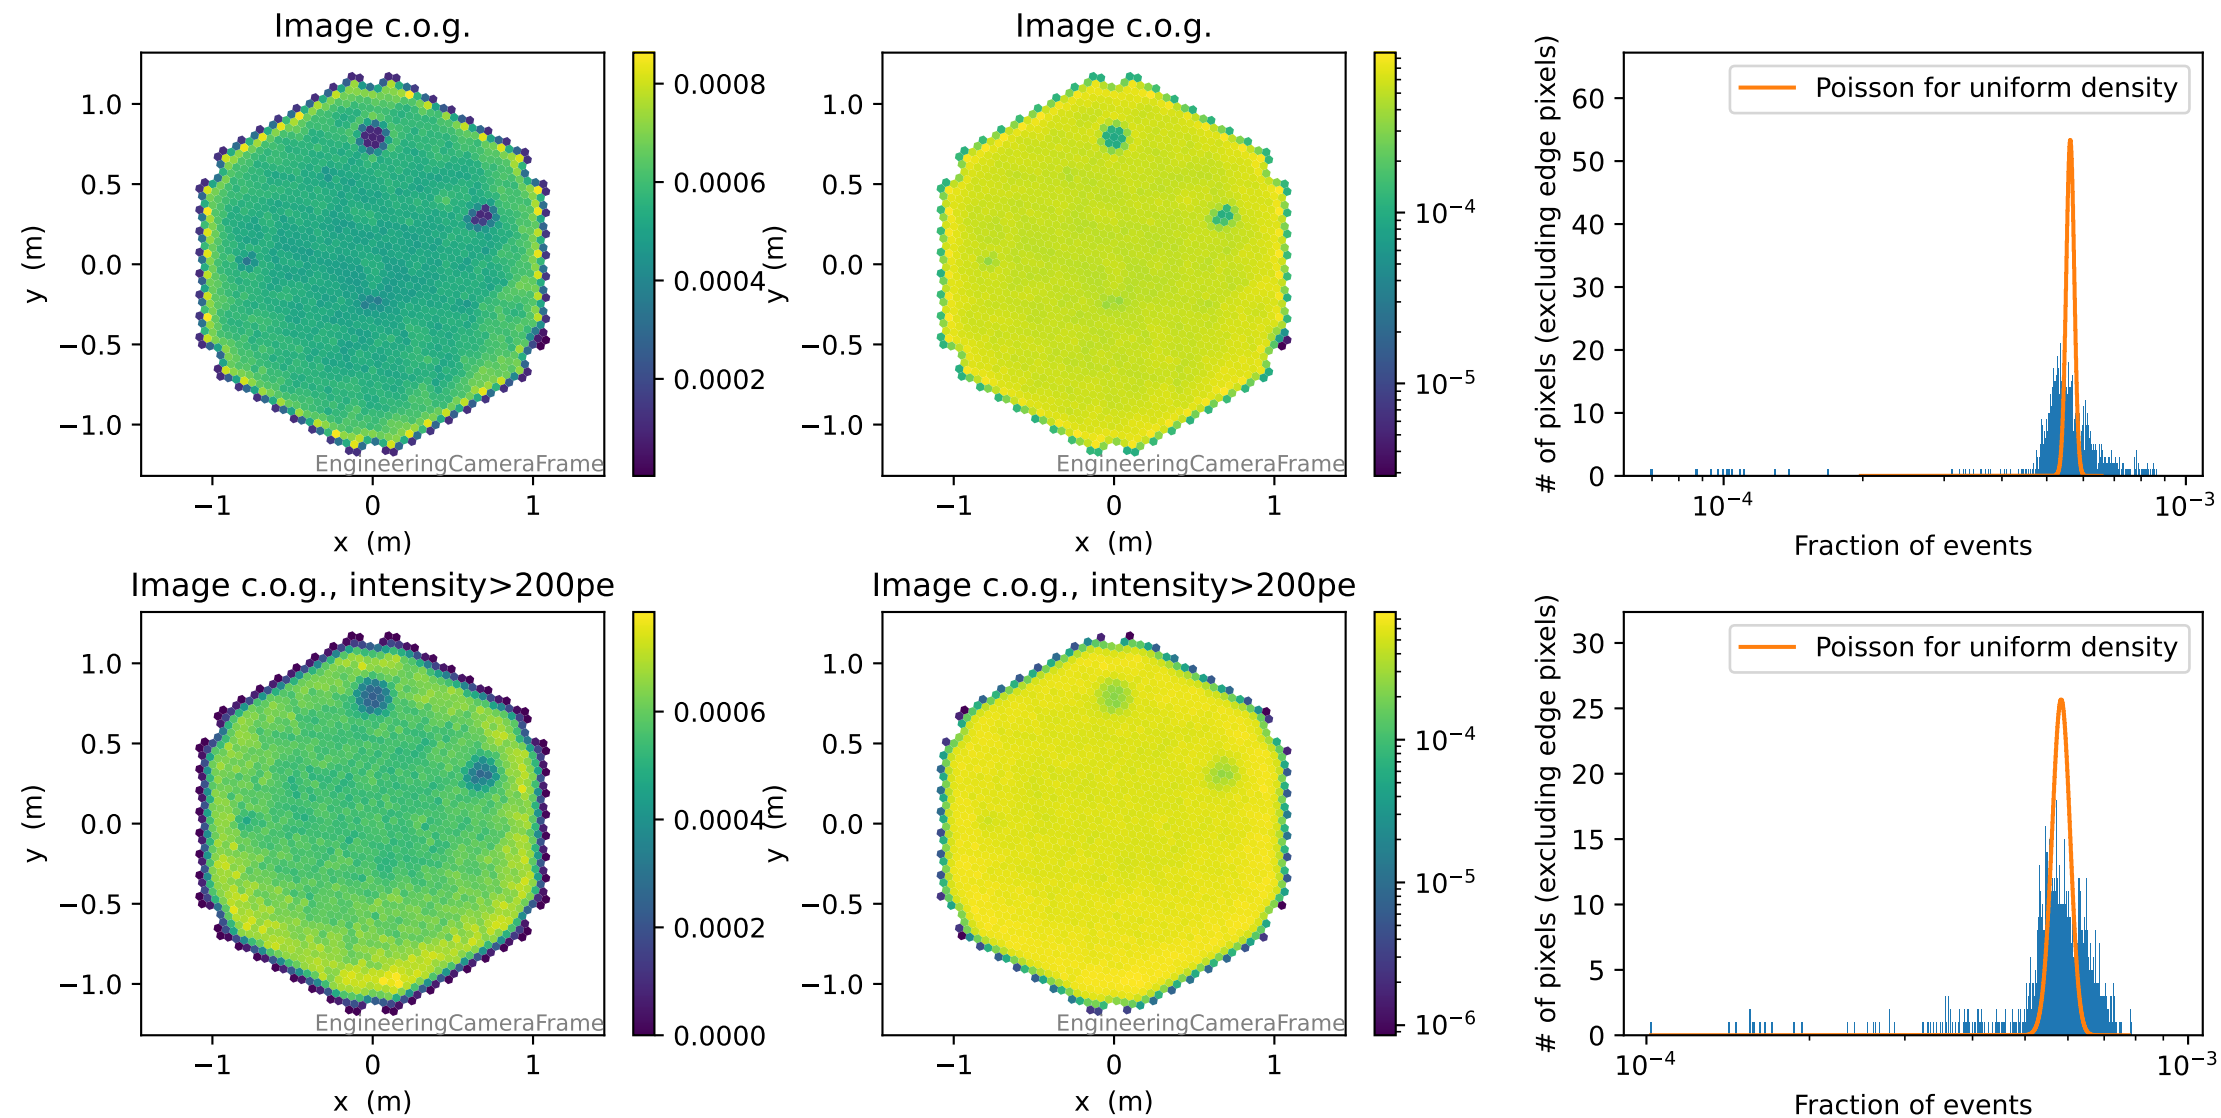 Image c.o.g.
y (m)
1.0
0.5
0.0
−0.5
−1.0
EngineeringCameraFrame
−1 0 1
x (m)
0.0008
0.0006
0.0004
0.0002
Image c.o.g.
y (m)
1.0
0.5
0.0
−0.5
−1.0
EngineeringCameraFrame
−1 0 1
x (m)
10⁻⁴
10⁻⁵
# of pixels (excluding edge pixels)
60
50
40
30
20
10
0
Poisson for uniform density
10⁻⁴ 10⁻³
Fraction of events
Image c.o.g., intensity>200pe
y (m)
1.0
0.5
0.0
−0.5
−1.0
EngineeringCameraFrame
−1 0 1
x (m)
0.0006
0.0004
0.0002
0.0000
Image c.o.g., intensity>200pe
y (m)
1.0
0.5
0.0
−0.5
−1.0
EngineeringCameraFrame
−1 0 1
x (m)
10⁻⁴
10⁻⁵
10⁻⁶
# of pixels (excluding edge pixels)
30
25
20
15
10
5
0
Poisson for uniform density
10⁻⁴ 10⁻³
Fraction of events